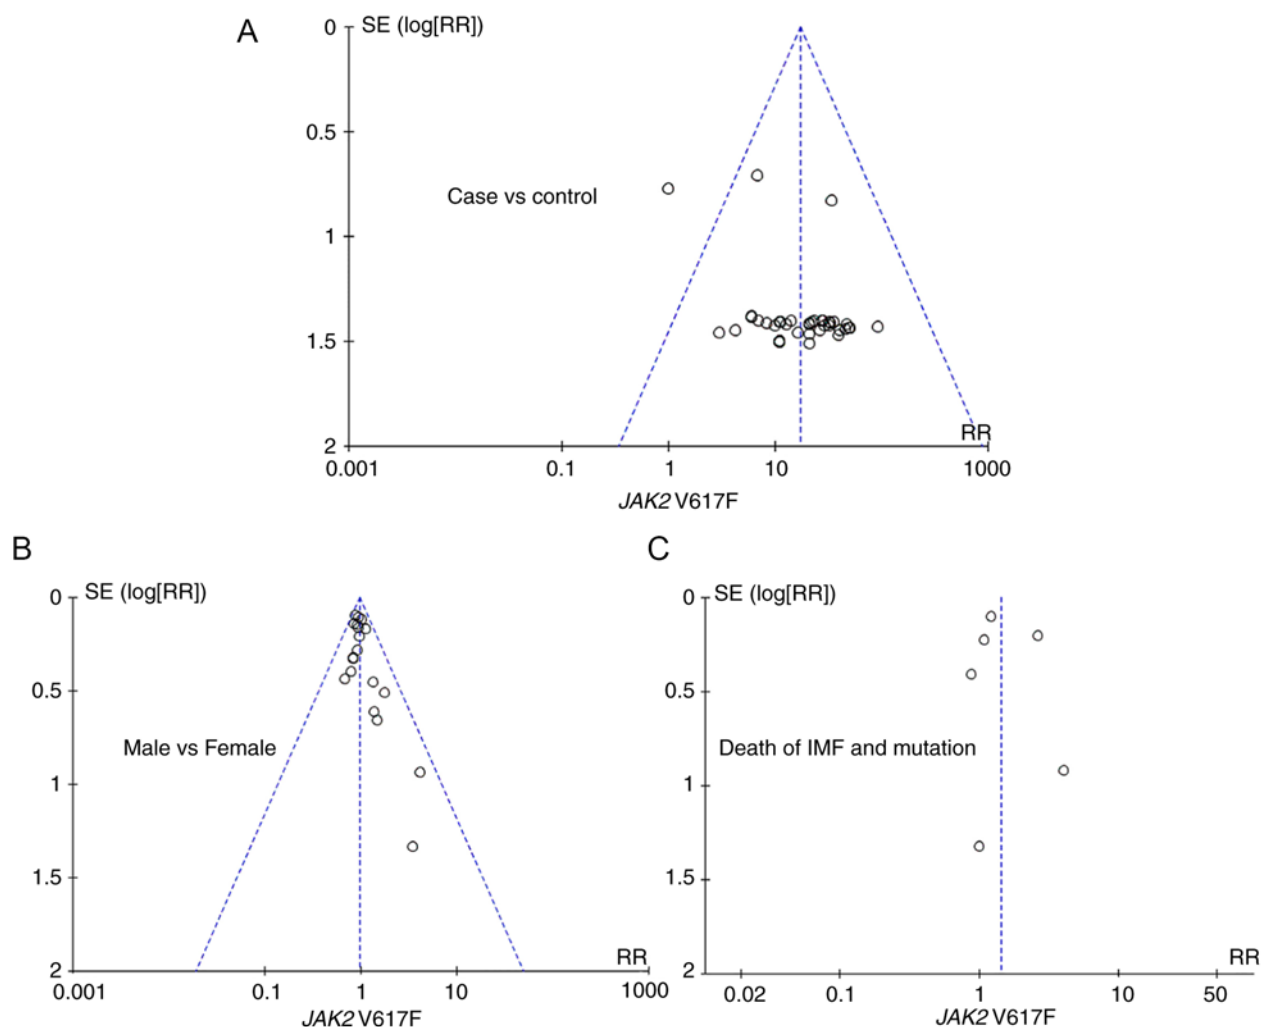 A
SE (log[RR])
0
0.5
Case vs control
1
1.5
2
RR
0.001
0.1
1
10
1000
JAK2 V617F
B
SE (log[RR])
0
0.5
Male vs Female
1
1.5
2
RR
0.001
0.1
1
10
1000
JAK2 V617F
C
SE (log[RR])
0
0.5
Death of IMF and mutation
1
1.5
2
RR
0.02
0.1
1
10
50
JAK2 V617F